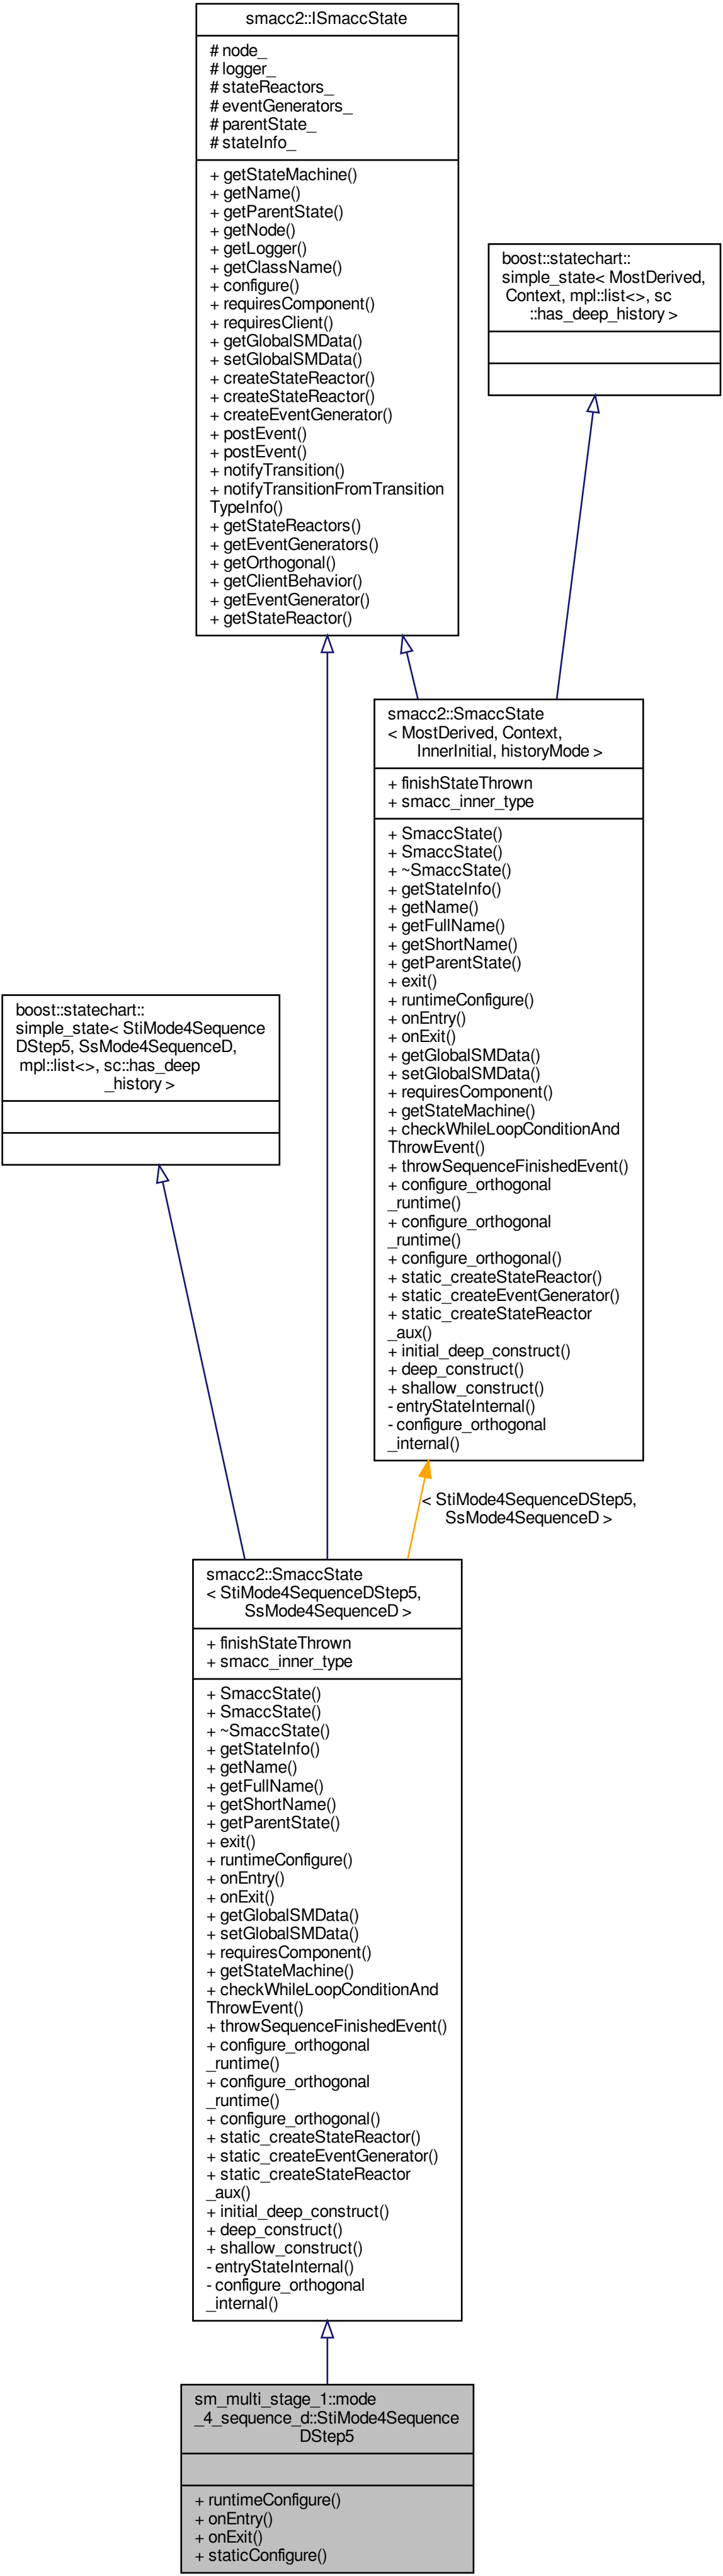 smacc2::ISmaccState
# node_
# logger_
# stateReactors_
# eventGenerators_
# parentState_
# stateInfo_
+ getStateMachine()
+ getName()
+ getParentState()
+ getNode()
+ getLogger()
+ getClassName()
+ configure()
+ requiresComponent()
+ requiresClient()
+ getGlobalSMData()
+ setGlobalSMData()
+ createStateReactor()
+ createStateReactor()
+ createEventGenerator()
+ postEvent()
+ postEvent()
+ notifyTransition()
+ notifyTransitionFromTransition
TypeInfo()
+ getStateReactors()
+ getEventGenerators()
+ getOrthogonal()
+ getClientBehavior()
+ getEventGenerator()
+ getStateReactor()
boost::statechart::
simple_state< MostDerived,
Context, mpl::list<>, sc
::has_deep_history >
smacc2::SmaccState
< MostDerived, Context,
InnerInitial, historyMode >
+ finishStateThrown
+ smacc_inner_type
+ SmaccState()
+ SmaccState()
+ ~SmaccState()
+ getStateInfo()
+ getName()
+ getFullName()
+ getShortName()
+ getParentState()
+ exit()
+ runtimeConfigure()
+ onEntry()
+ onExit()
+ getGlobalSMData()
+ setGlobalSMData()
+ requiresComponent()
+ getStateMachine()
+ checkWhileLoopConditionAnd
ThrowEvent()
+ throwSequenceFinishedEvent()
+ configure_orthogonal
_runtime()
+ configure_orthogonal
_runtime()
+ configure_orthogonal()
+ static_createStateReactor()
+ static_createEventGenerator()
+ static_createStateReactor
_aux()
+ initial_deep_construct()
+ deep_construct()
+ shallow_construct()
- entryStateInternal()
- configure_orthogonal
_internal()
boost::statechart::
simple_state< StiMode4Sequence
DStep5, SsMode4SequenceD,
mpl::list<>, sc::has_deep
_history >
< StiMode4SequenceDStep5,
SsMode4SequenceD >
smacc2::SmaccState
< StiMode4SequenceDStep5,
SsMode4SequenceD >
+ finishStateThrown
+ smacc_inner_type
+ SmaccState()
+ SmaccState()
+ ~SmaccState()
+ getStateInfo()
+ getName()
+ getFullName()
+ getShortName()
+ getParentState()
+ exit()
+ runtimeConfigure()
+ onEntry()
+ onExit()
+ getGlobalSMData()
+ setGlobalSMData()
+ requiresComponent()
+ getStateMachine()
+ checkWhileLoopConditionAnd
ThrowEvent()
+ throwSequenceFinishedEvent()
+ configure_orthogonal
_runtime()
+ configure_orthogonal
_runtime()
+ configure_orthogonal()
+ static_createStateReactor()
+ static_createEventGenerator()
+ static_createStateReactor
_aux()
+ initial_deep_construct()
+ deep_construct()
+ shallow_construct()
- entryStateInternal()
- configure_orthogonal
_internal()
sm_multi_stage_1::mode
_4_sequence_d::StiMode4Sequence
DStep5
+ runtimeConfigure()
+ onEntry()
+ onExit()
+ staticConfigure()